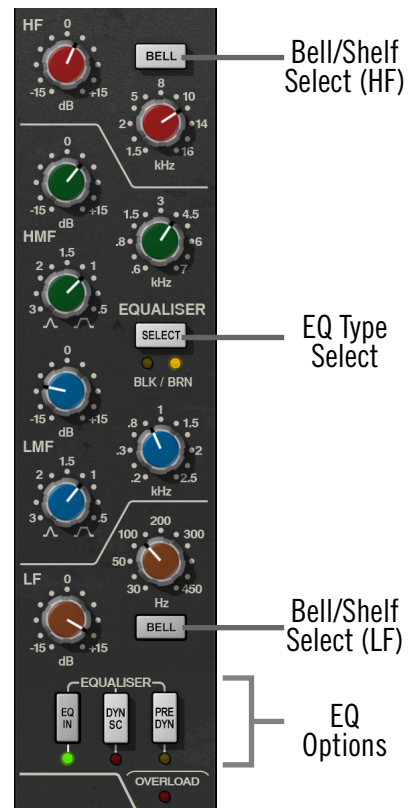 HF
0
-15
+15
dB
BELL
Bell/Shelf
Select (HF)
8
5
10
2
14
1.5
16
kHz
0
-15
+15
dB
HMF
3
1.5
4.5
.8
6
.6
7
kHz
1.5
2
1
3
.5
EQUALISER
SELECT
BLK / BRN
EQ Type
Select
0
-15
+15
dB
LMF
1
.8
1.5
.3
2
.2
2.5
kHz
1.5
2
1
3
.5
200
100
300
50
30
450
Hz
LF
0
-15
+15
dB
BELL
Bell/Shelf
Select (LF)
EQUALISER
EQ
IN
DYN
SC
PRE
DYN
EQ
Options
OVERLOAD